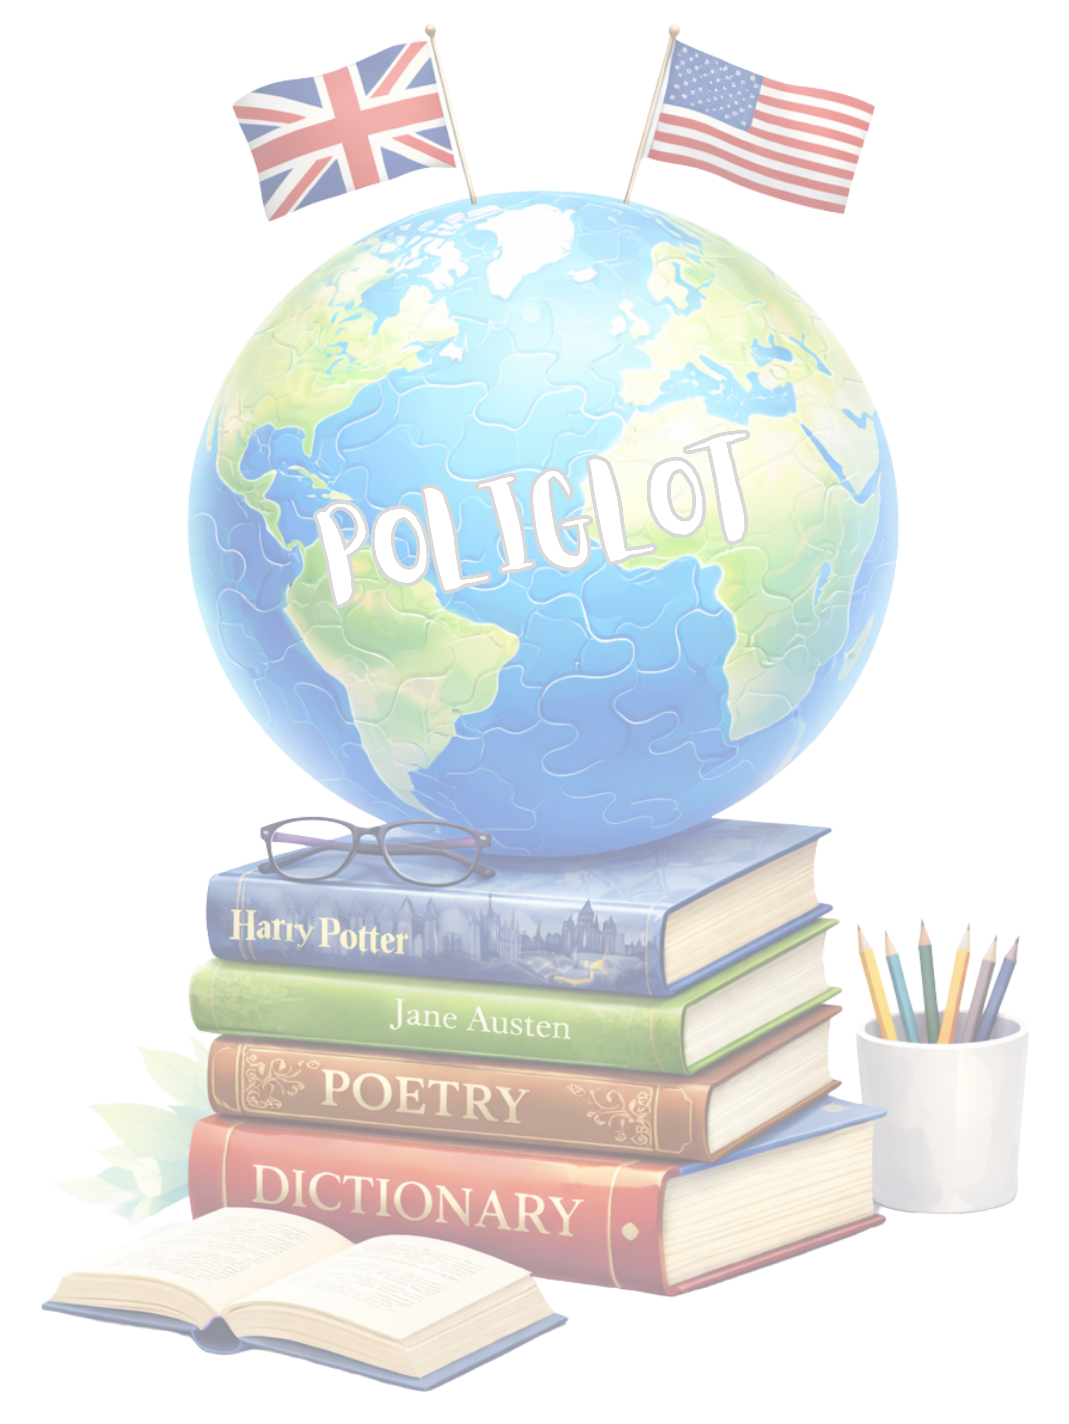 POLIGLOT
Harry Potter
Jane Austen
POETRY
DICTIONARY